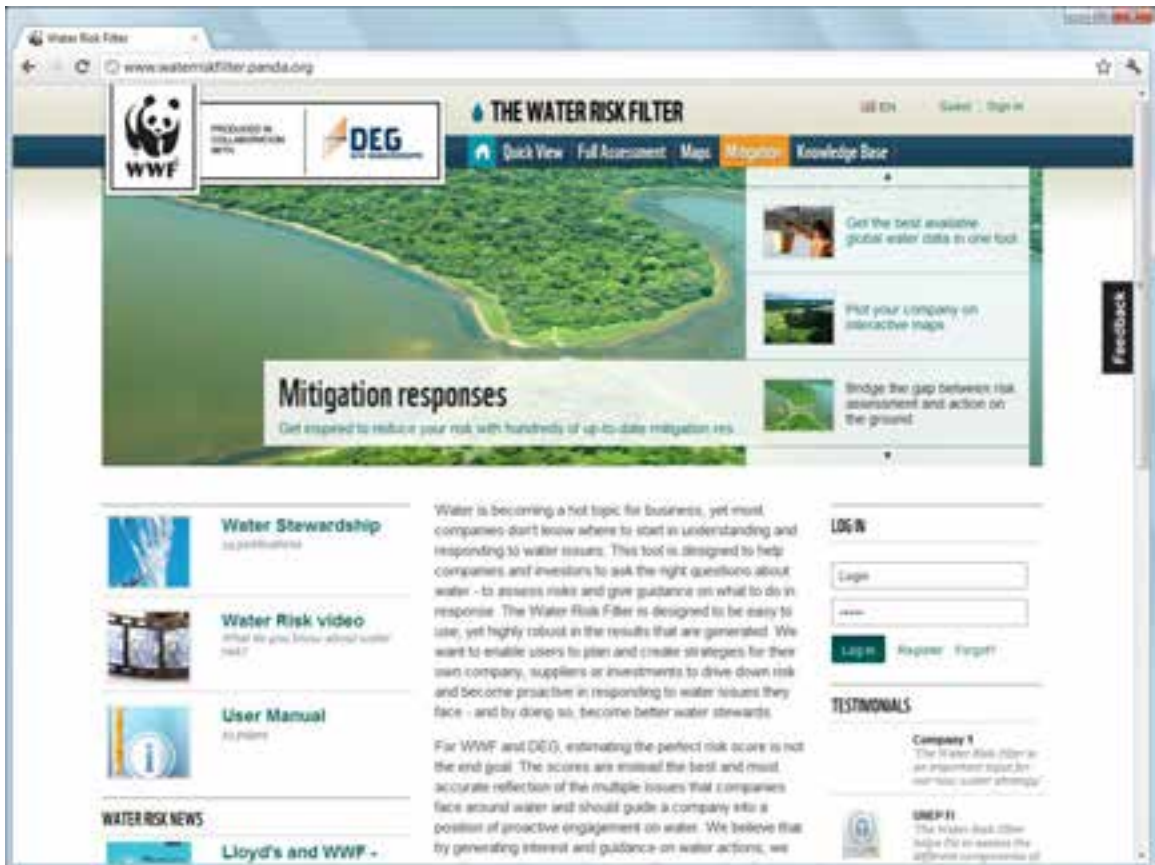 Water Risk Filter
www.waterriskfilter.panda.org
WWF
PRODUCED IN
COLLABORATION
WITH
DEG
THE WATER RISK FILTER
EN Guest Sign in
Quick View Full Assessment Maps Mitigation Knowledge Base
Get the best available
global water data in one tool
Plot your company on
interactive maps
Bridge the gap between risk
assessment and action on
the ground
Mitigation responses
Get inspired to reduce your risk with hundreds of up-to-date mitigation res
Feedback
Water Stewardship
publications
Water Risk video
What do you know about water
risk?
User Manual
Water is becoming a hot topic for business, yet most
companies don't know where to start in understanding and
responding to water issues. This tool is designed to help
companies and investors to ask the right questions about
water - to assess risks and give guidance on what to do in
response. The Water Risk Filter is designed to be easy to
use, yet highly robust in the results that are generated. We
want to enable users to plan and create strategies for their
own company, suppliers or investments to drive down risk
and become proactive in responding to water issues they
face - and by doing so, become better water stewards.
For WWF and DEG, estimating the perfect risk score is not
the end goal. The scores are instead the best and most
accurate reflection of the multiple issues that companies
face around water and should guide a company into a
position of proactive engagement on water. We believe that
by generating interest and guidance on water actions, we
LOG IN
Login
•••••
Log in Register Forgot?
TESTIMONIALS
Company Y
'The Water Risk Filter is
an important input for
our new water strategy'
UNEP FI
'The Water Risk Filter
helps FIs to assess the
different components of
WATER RISK NEWS
Lloyd's and WWF -